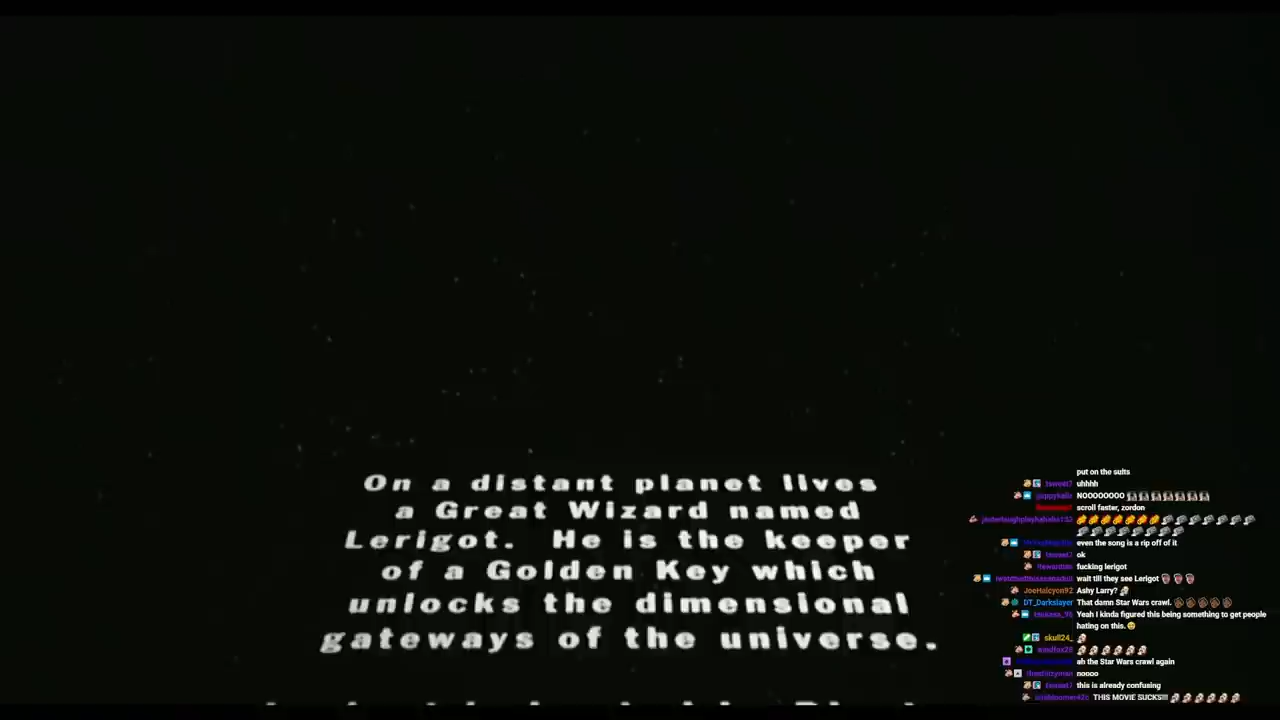 On a distant planet lives
a Great Wizard named
Lerigot. He is the keeper
of a Golden Key which
unlocks the dimensional
gateways of the universe.
put on the suits
uhhhh
NOOOOOOOO
scroll faster, zordon
even the song is a rip off of it
ok
fucking lerigot
wait till they see Lerigot
JoeHalcyon92 Ashy Larry?
DT_Darkslayer That damn Star Wars crawl.
Yeah I kinda figured this being something to get people
hating on this.
skull24_
windfox26
ah the Star Wars crawl again
noooo
this is already confusing
THIS MOVIE SUCKS!!!